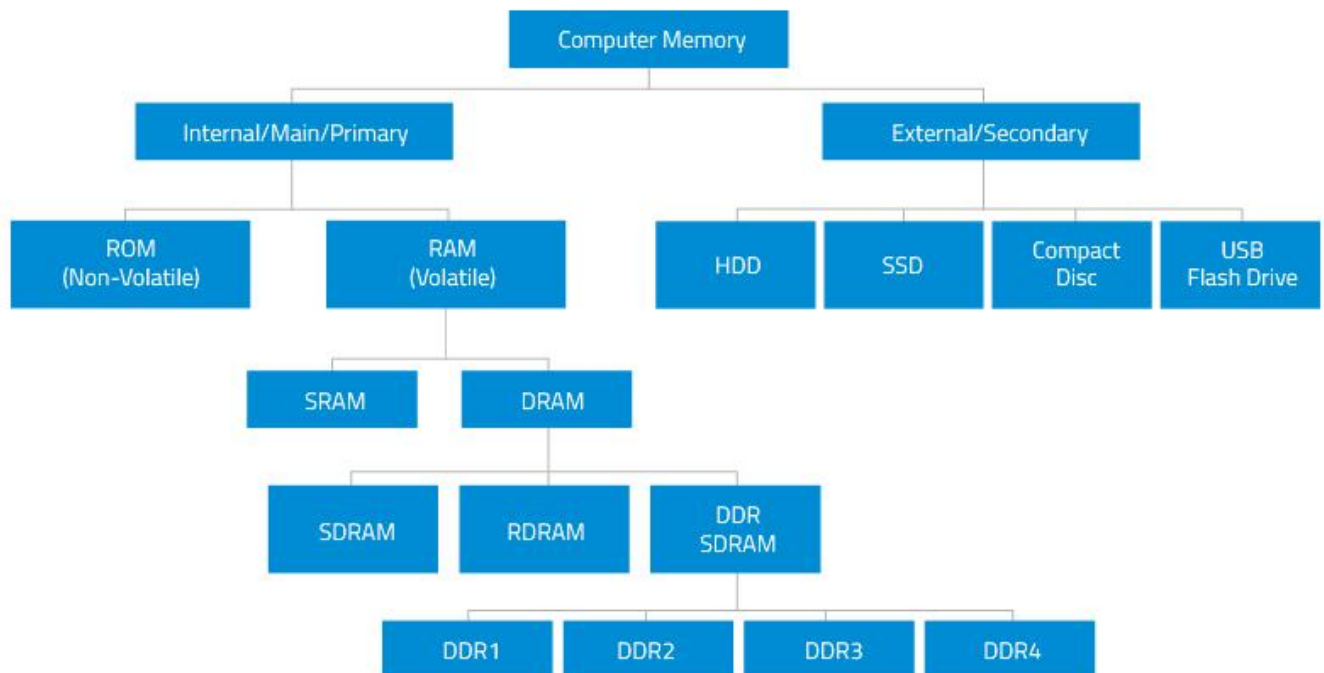 Computer Memory
Internal/Main/Primary
External/Secondary
ROM
(Non-Volatile)
RAM
(Volatile)
HDD
SSD
Compact
Disc
USB
Flash Drive
SRAM
DRAM
SDRAM
RDRAM
DDR
SDRAM
DDR1
DDR2
DDR3
DDR4